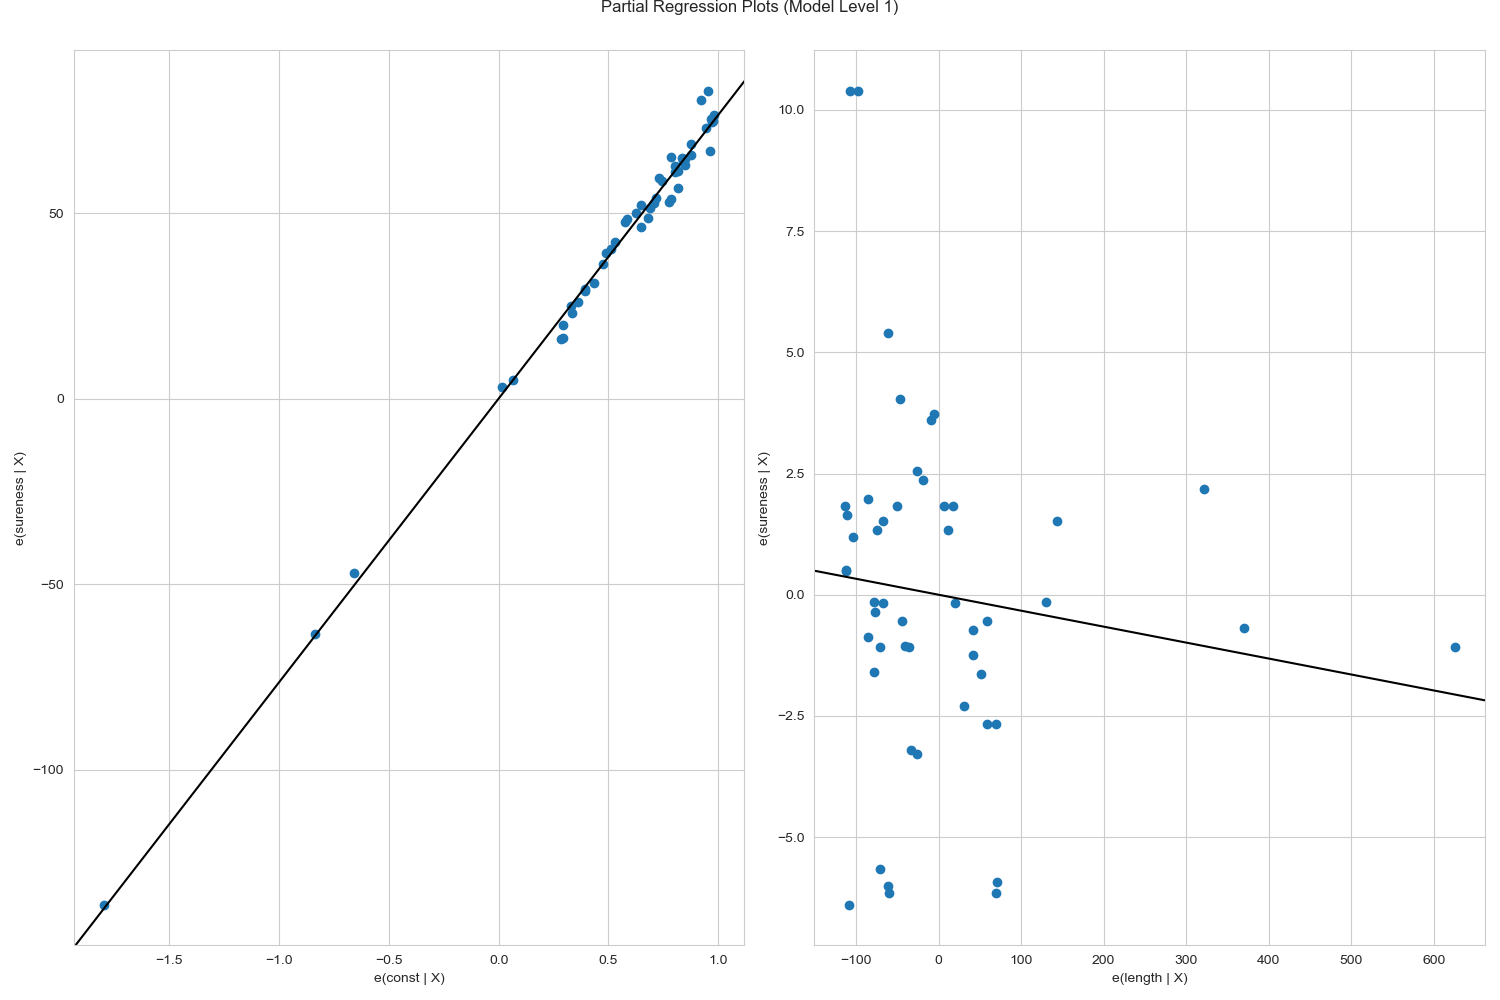 Partial Regression Plots (Model Level 1)
e(sureness | X)
50
0
−50
−100
−1.5 −1.0 −0.5 0.0 0.5 1.0
e(const | X)
e(sureness | X)
10.0
7.5
5.0
2.5
0.0
−2.5
−5.0
−100 0 100 200 300 400 500 600
e(length | X)